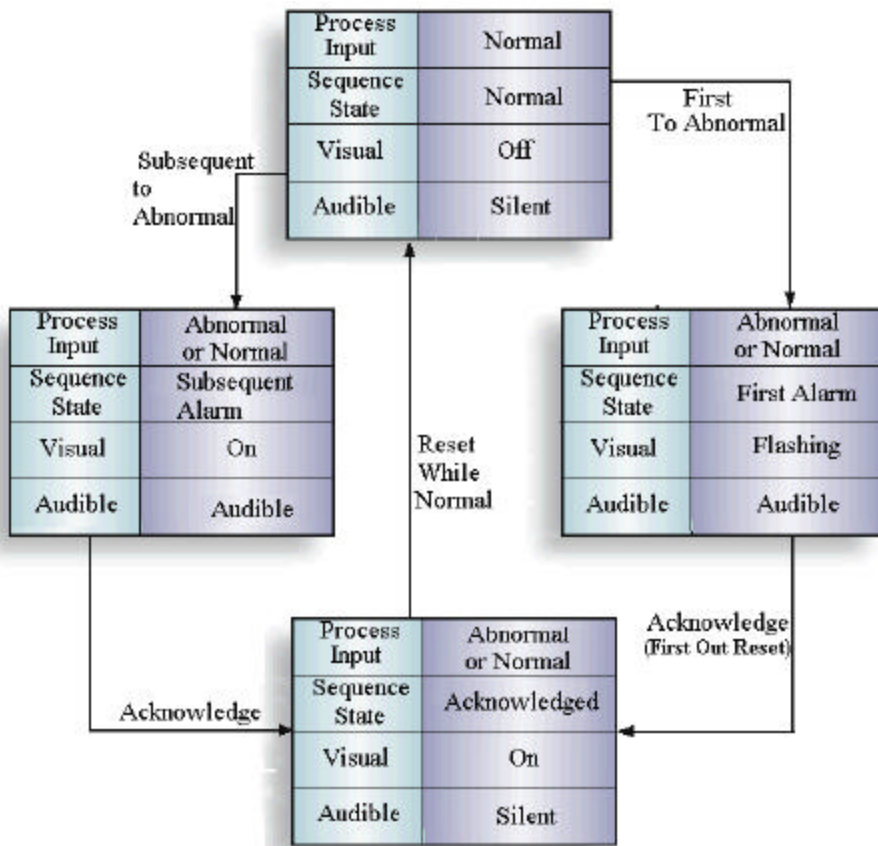 Process
Input
Normal
Sequence
State
Normal
Visual
Off
Audible
Silent
First
To Abnormal
Subsequent
to
Abnormal
Process
Input
Abnormal
or Normal
Sequence
State
Subsequent
Alarm
Visual
On
Audible
Audible
Reset
While
Normal
Process
Input
Abnormal
or Normal
Sequence
State
First Alarm
Visual
Flashing
Audible
Audible
Acknowledge
Acknowledge
(First Out Reset)
Process
Input
Abnormal
or Normal
Sequence
State
Acknowledged
Visual
On
Audible
Silent